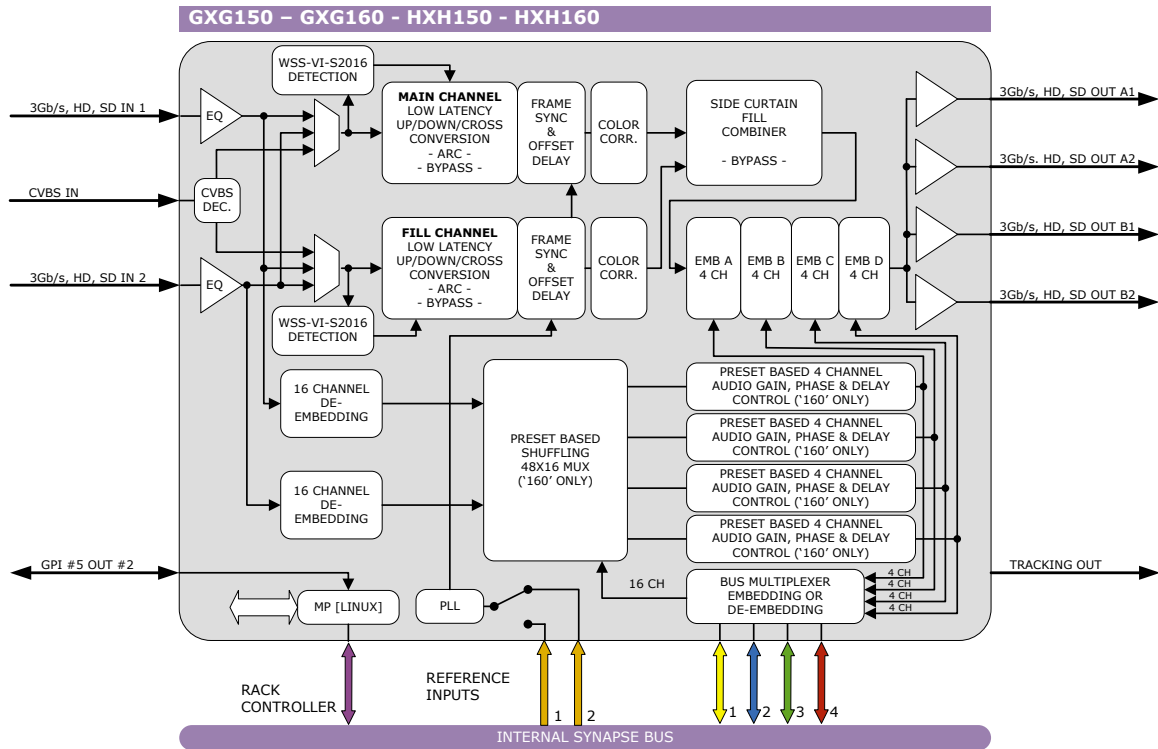 GXG150 – GXG160 - HXH150 - HXH160
WSS-VI-S2016
DETECTION
3Gb/s, HD, SD IN 1
EQ
MAIN CHANNEL
LOW LATENCY
UP/DOWN/CROSS
CONVERSION
- ARC -
- BYPASS -
FRAME
SYNC
&
OFFSET
DELAY
COLOR
CORR.
SIDE CURTAIN
FILL
COMBINER
- BYPASS -
3Gb/s, HD, SD OUT A1
3Gb/s. HD, SD OUT A2
CVBS IN
CVBS
DEC.
FILL CHANNEL
LOW LATENCY
UP/DOWN/CROSS
CONVERSION
- ARC -
- BYPASS -
FRAME
SYNC
&
OFFSET
DELAY
COLOR
CORR.
EMB A
4 CH
EMB B
4 CH
EMB C
4 CH
EMB D
4 CH
3Gb/s, HD, SD OUT B1
3Gb/s, HD, SD OUT B2
3Gb/s, HD, SD IN 2
EQ
WSS-VI-S2016
DETECTION
16 CHANNEL
DE-
EMBEDDING
16 CHANNEL
DE-
EMBEDDING
PRESET BASED
SHUFFLING
48X16 MUX
(‘160’ ONLY)
PRESET BASED 4 CHANNEL
AUDIO GAIN, PHASE & DELAY
CONTROL (‘160’ ONLY)
PRESET BASED 4 CHANNEL
AUDIO GAIN, PHASE & DELAY
CONTROL (‘160’ ONLY)
PRESET BASED 4 CHANNEL
AUDIO GAIN, PHASE & DELAY
CONTROL (‘160’ ONLY)
PRESET BASED 4 CHANNEL
AUDIO GAIN, PHASE & DELAY
CONTROL (‘160’ ONLY)
GPI #5 OUT #2
TRACKING OUT
MP [LINUX]
PLL
16 CH
BUS MULTIPLEXER
EMBEDDING OR
DE-EMBEDDING
4 CH
4 CH
4 CH
4 CH
RACK
CONTROLLER
REFERENCE
INPUTS
1
2
1
2
3
4
INTERNAL SYNAPSE BUS